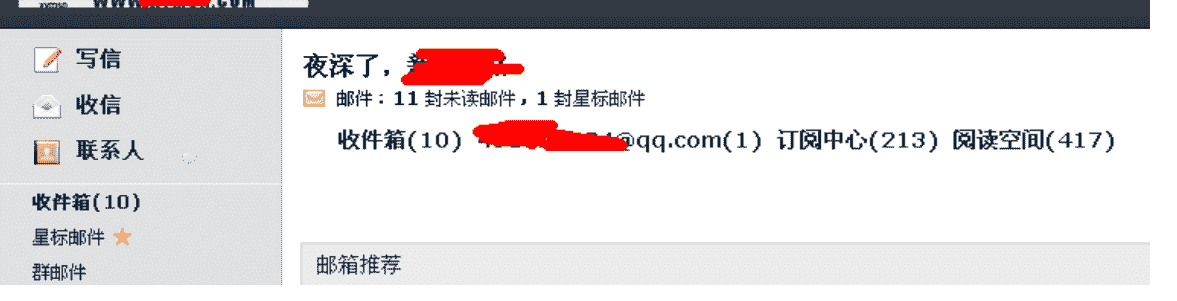 写信
收信
联系人
收件箱(10)
星标邮件
群邮件
夜深了，
邮件：11 封未读邮件，1 封星标邮件
收件箱(10) @qq.com(1) 订阅中心(213) 阅读空间(417)
邮箱推荐